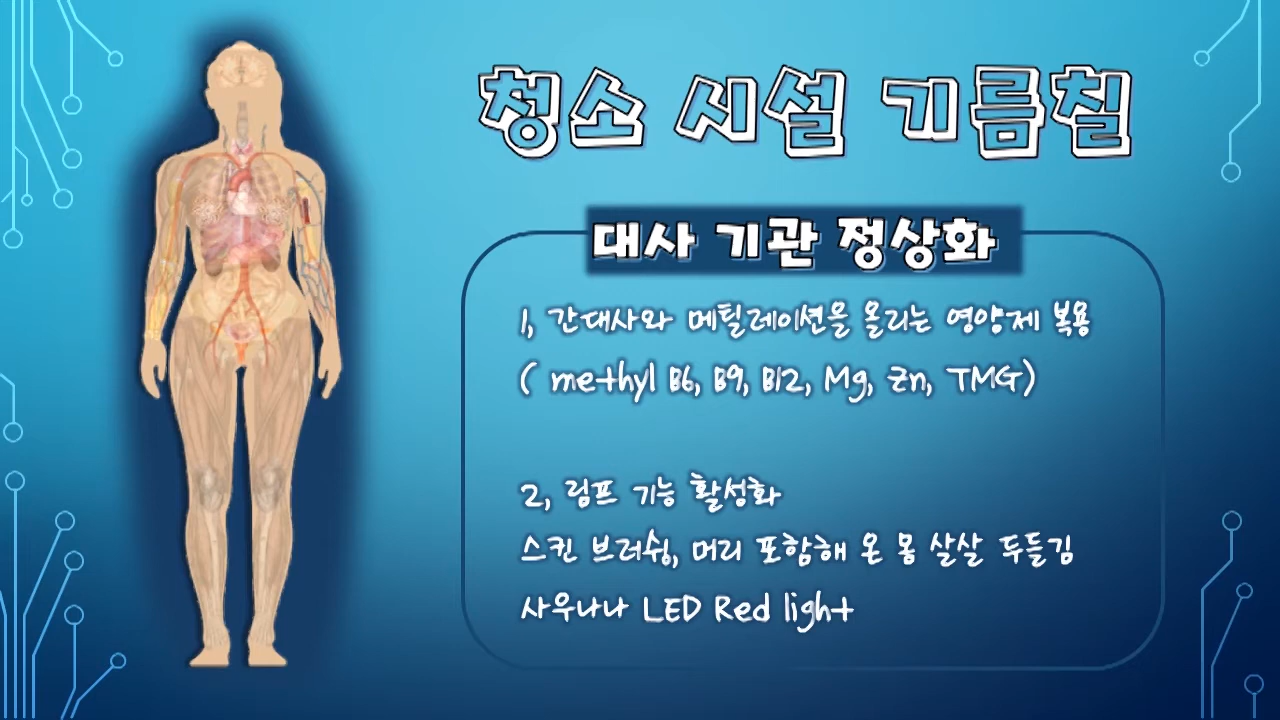 청소 시설 기름칠
대사 기관 정상화
1, 간대사와 메틸레이션을 올리는 영양제 복용
( methyl B6, B9, B12, Mg, Zn, TMG)
2, 림프 기능 활성화
스킨 브러쉬, 머리 포함해 온 몸 살살 두들김
사우나나 LED Red light